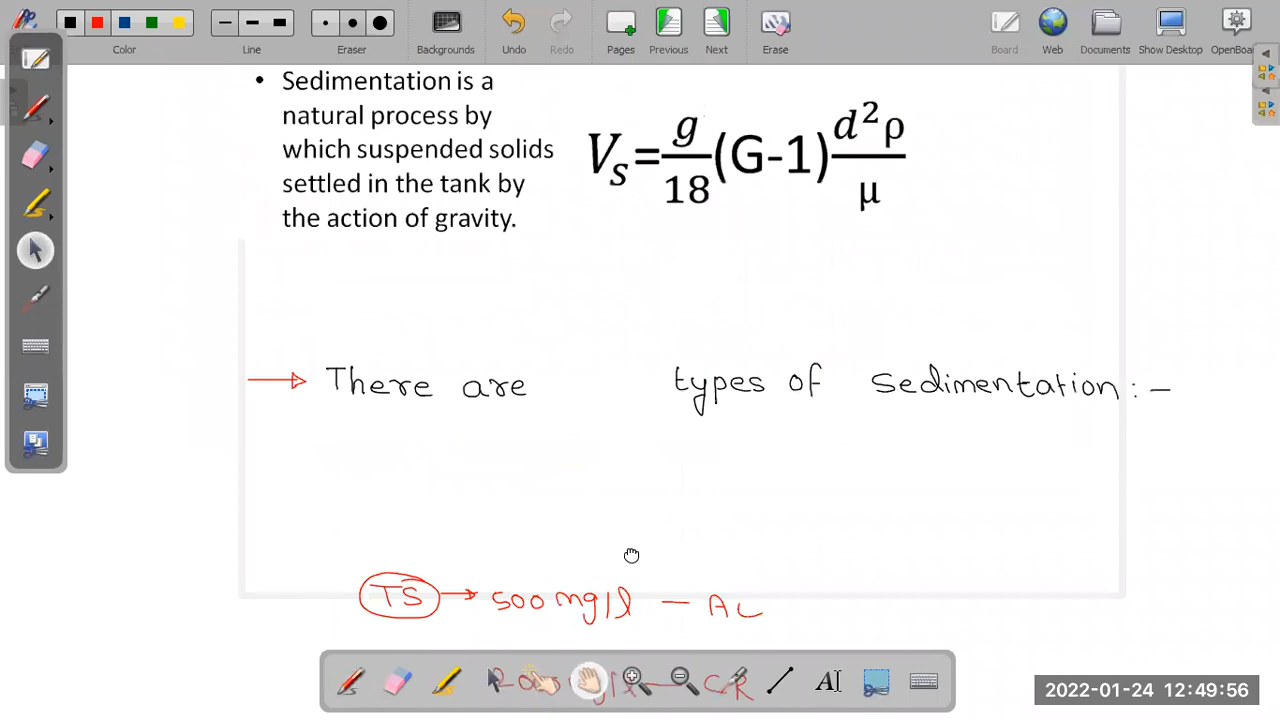 Color
Line
Eraser
Backgrounds
Undo
Redo
Pages
Previous
Next
Erase
Board
Web
Documents
Show Desktop
OpenBoa
• Sedimentation is a
natural process by
which suspended solids
settled in the tank by
the action of gravity.
Vs=g/18(G-1)d²ρ/μ
→ There are types of Sedimentation:-
TS → 500 mg/l - AL
CR
2022-01-24 12:49:56